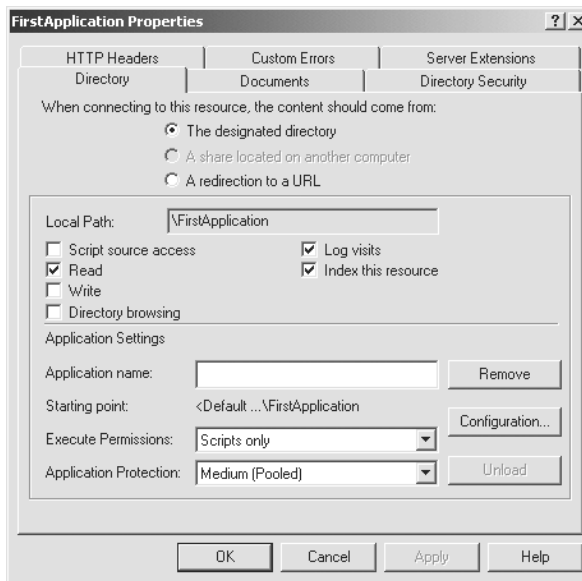 FirstApplication Properties
HTTP Headers Custom Errors Server Extensions
Directory Documents Directory Security
When connecting to this resource, the content should come from:
The designated directory
A share located on another computer
A redirection to a URL
Local Path: \FirstApplication
Script source access Log visits
Read Index this resource
Write
Directory browsing
Application Settings
Application name: Remove
Starting point: <Default ...\FirstApplication
Configuration...
Execute Permissions: Scripts only
Application Protection: Medium (Pooled) Unload
OK Cancel Apply Help